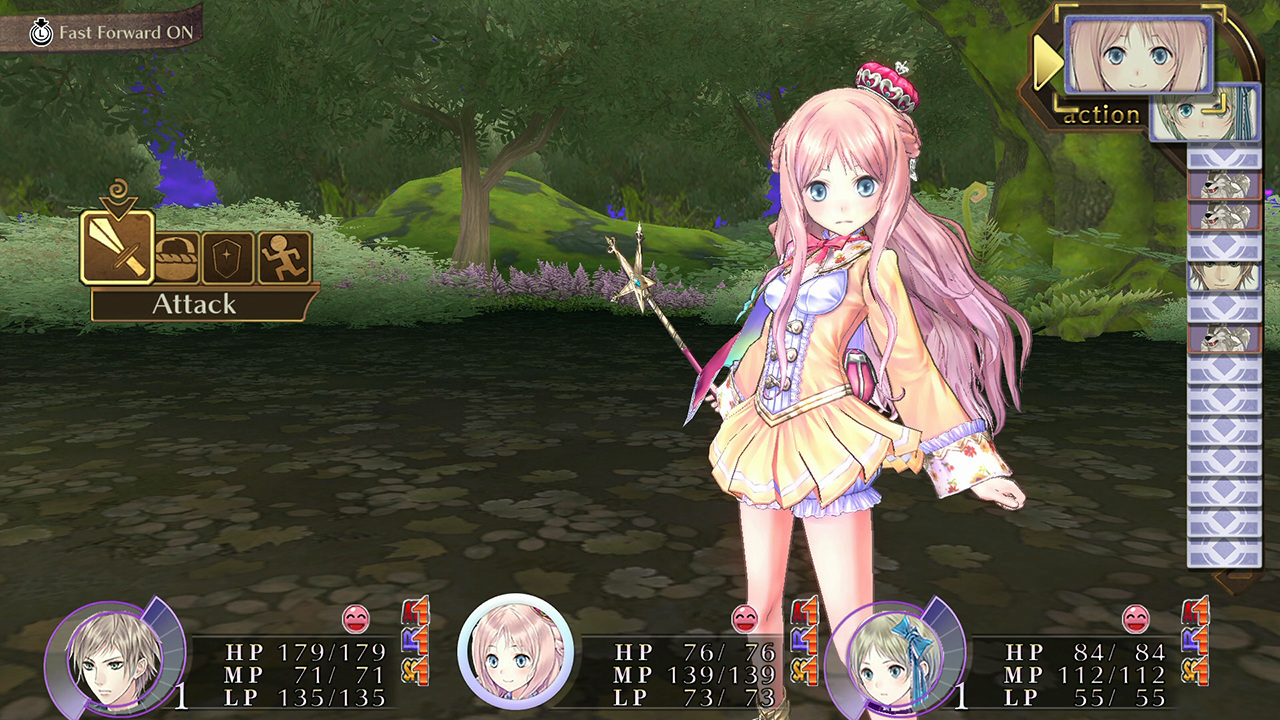 L Fast Forward ON
action
Attack
HP 179/179
MP 71/ 71
LP 135/135
1
HP 76/ 76
MP 139/139
LP 73/ 73
HP 84/ 84
MP 112/112
LP 55/ 55
1